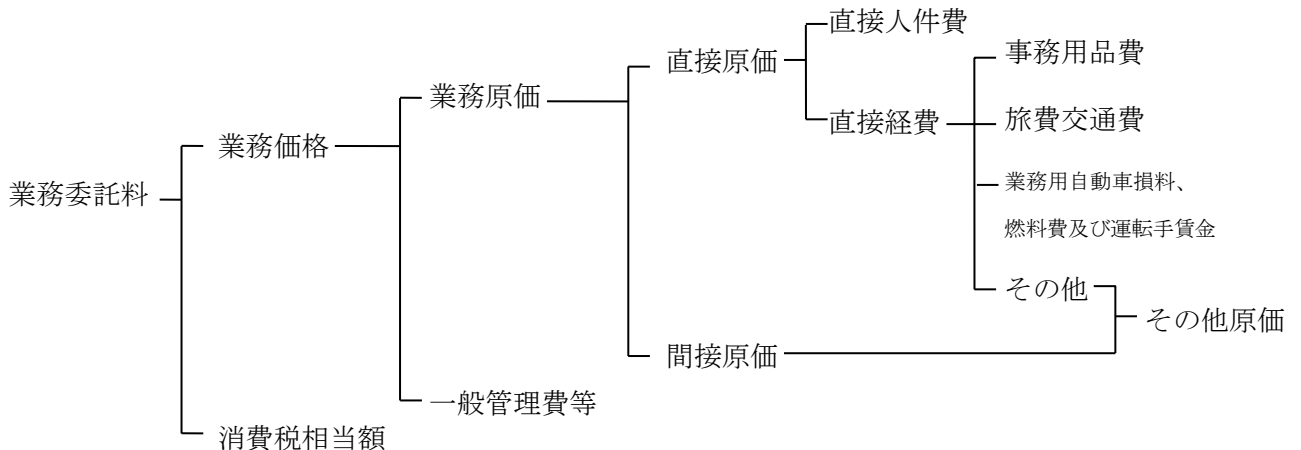 業務委託料
業務価格
業務原価
直接原価
直接人件費
直接経費
事務用品費
旅費交通費
業務用自動車損料、
燃料費及び運転手賃金
その他
その他原価
間接原価
一般管理費等
消費税相当額